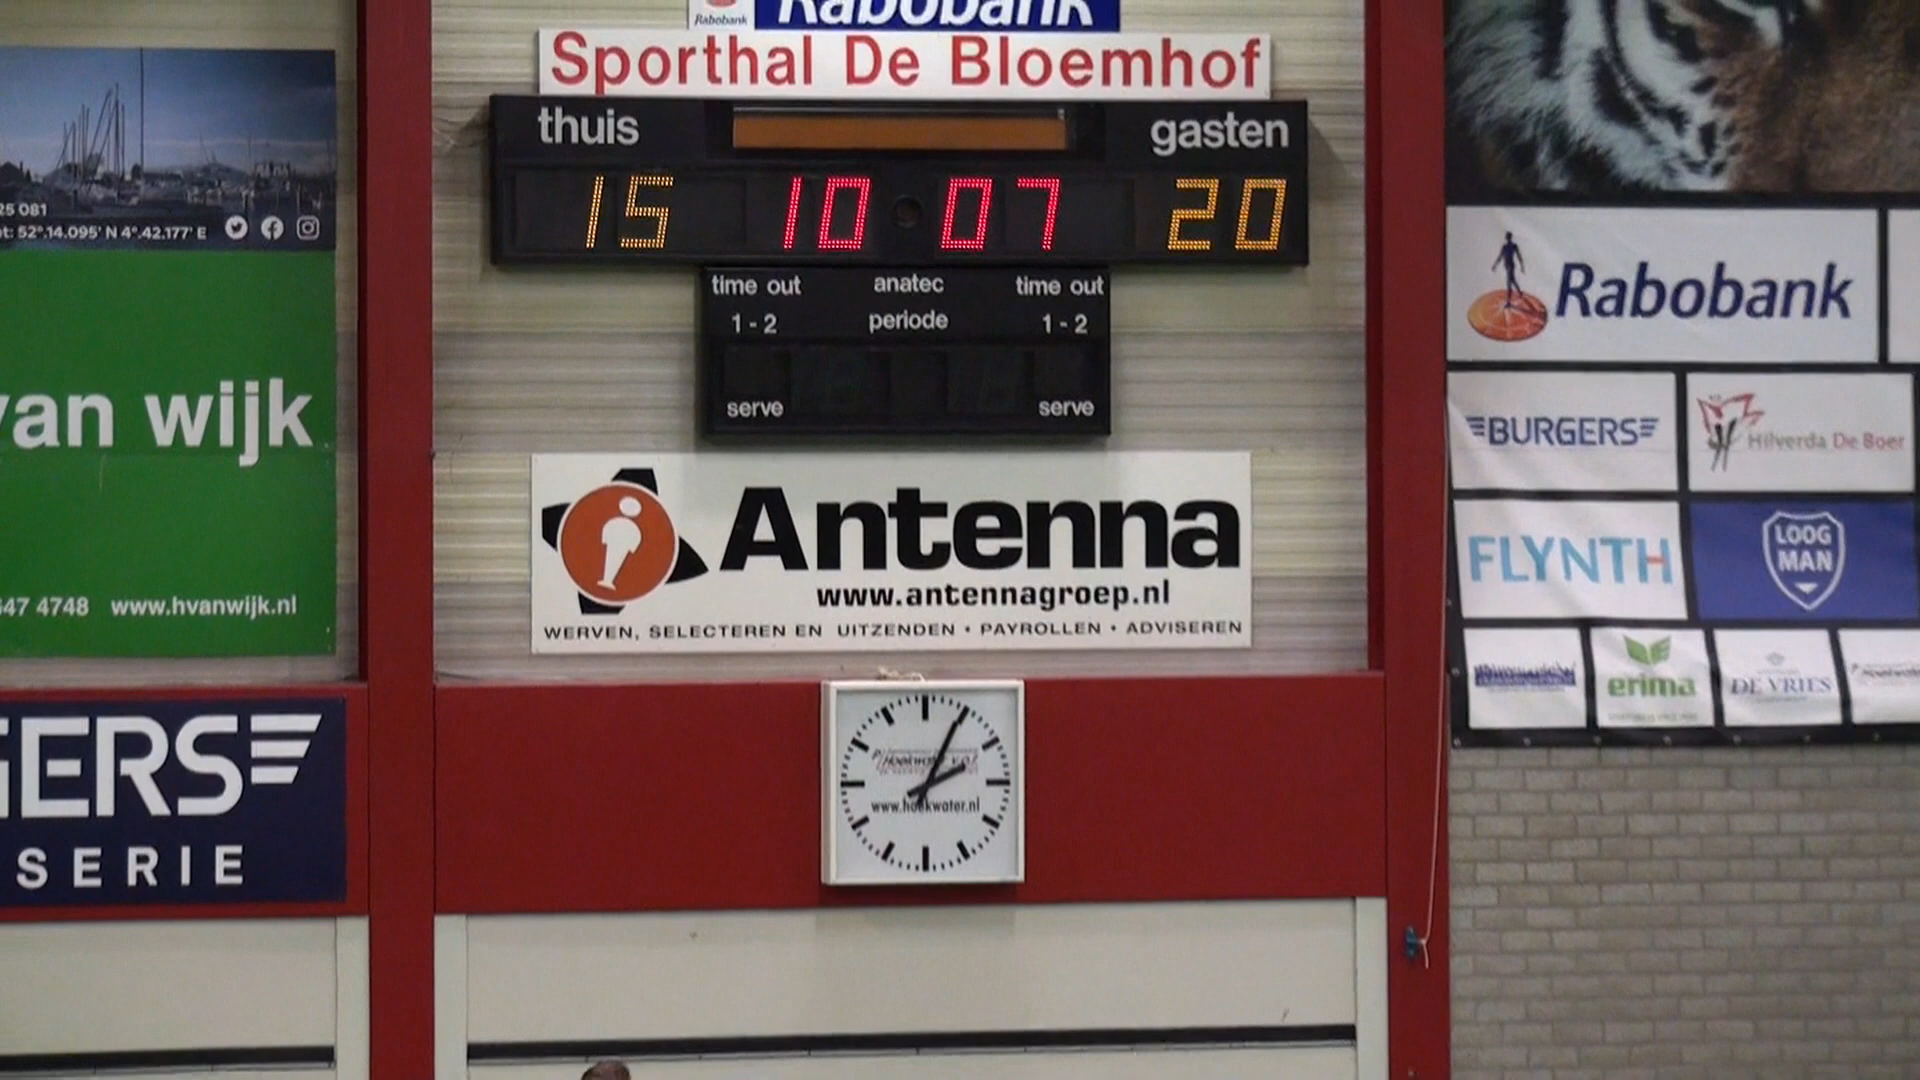 Rabobank
Rabobank
Sporthal De Bloemhof
thuis
gasten
15 10 07 20
time out anatec time out
1 - 2 periode 1 - 2
serve serve
Antenna
www.antennagroep.nl
WERVEN, SELECTEREN EN UITZENDEN • PAYROLLEN • ADVISEREN
www.hoekwater.nl
25 081
t: 52°.14.095' N 4°.42.177' E
van wijk
647 4748 www.hvanwijk.nl
GERS
SERIE
Rabobank
BURGERS
Hilverda De Boer
FLYNTH
LOOG
MAN
erima
DE VRIES